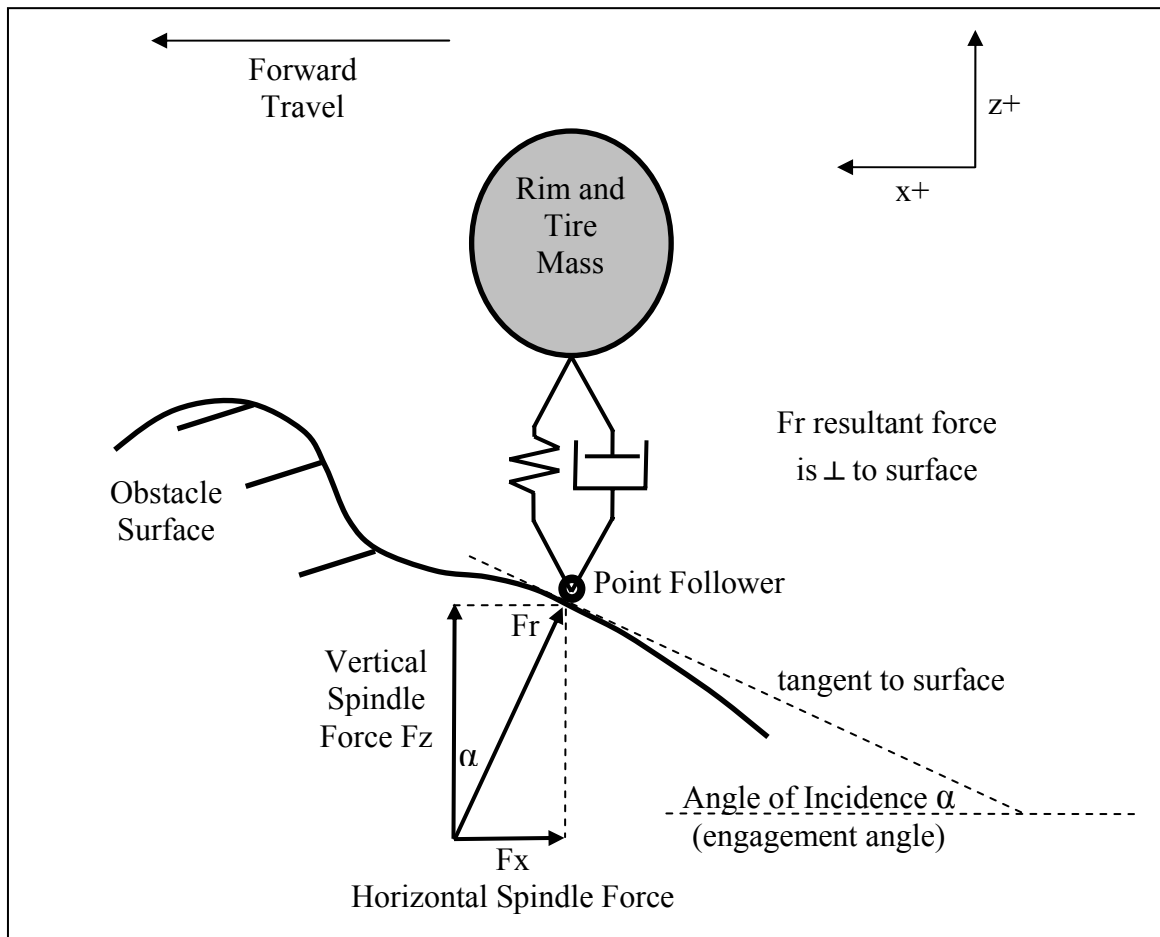 Forward
Travel
z+
x+
Rim and
Tire
Mass
Fr resultant force
is ⊥ to surface
Obstacle
Surface
Point Follower
Fr
Vertical
Spindle
Force Fz
α
tangent to surface
Angle of Incidence α
(engagement angle)
Fx
Horizontal Spindle Force